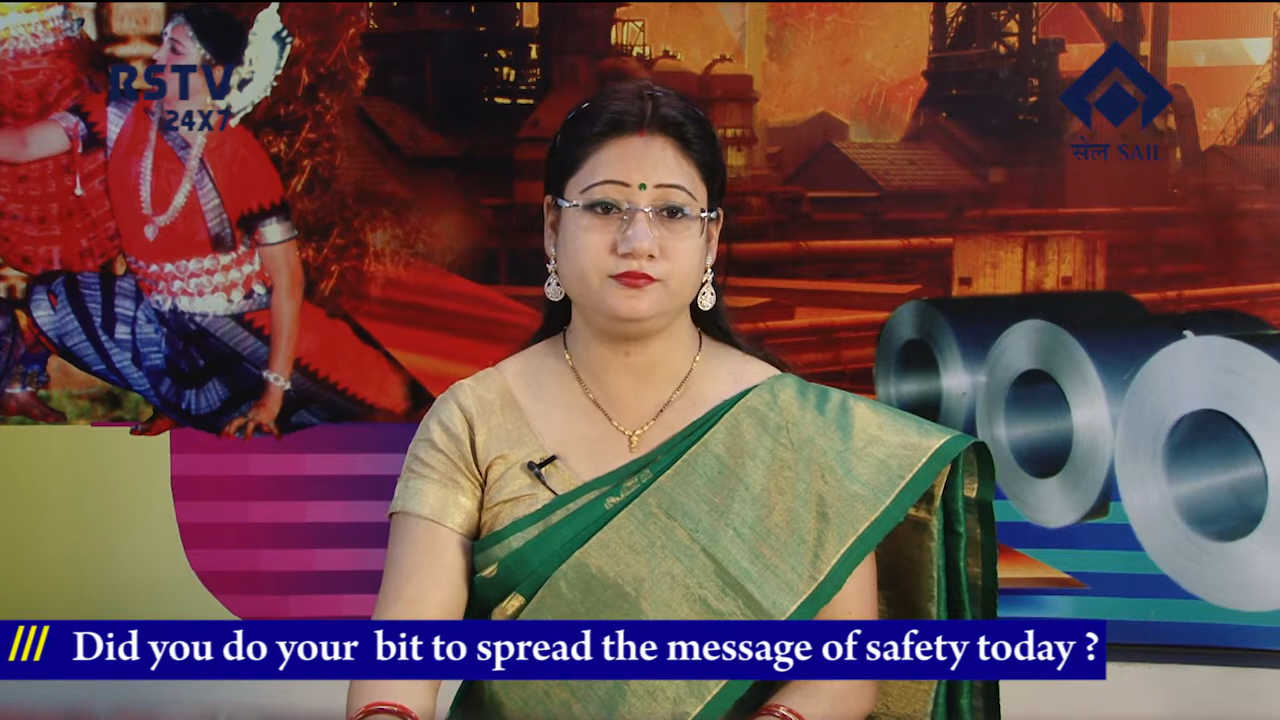 RSTV
24X7
सेल SAIL
/// Did you do your bit to spread the message of safety today ?